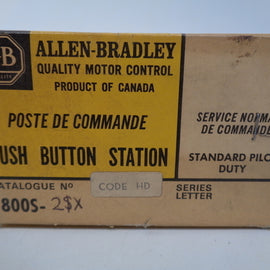 ALLEN-BRADLEY
QUALITY MOTOR CONTROL
PRODUCT OF CANADA
POSTE DE COMMANDE
USH BUTTON STATION
SERVICE NORMA
DE COMMANDE
STANDARD PILO
DUTY
ATALOGUE Nº
CODE HD
SERIES
LETTER
800S-2$X